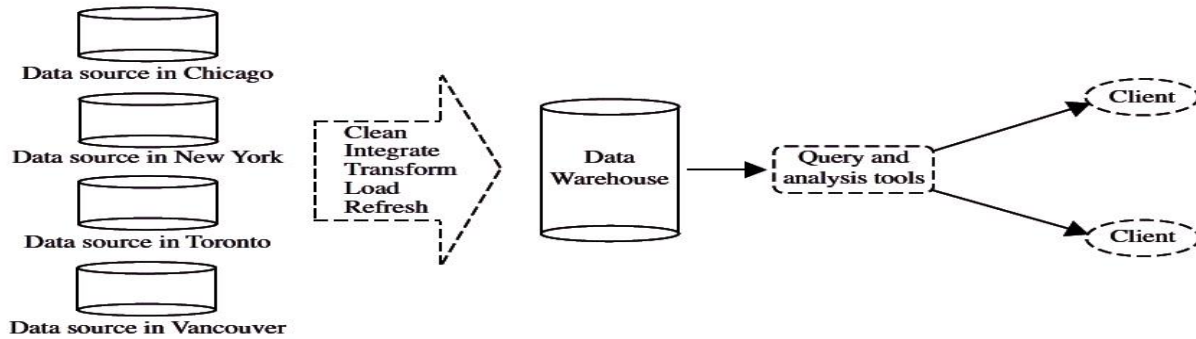 Data source in Chicago
Data source in New York
Data source in Toronto
Data source in Vancouver
Clean
Integrate
Transform
Load
Refresh
Data
Warehouse
Query and
analysis tools
Client
Client